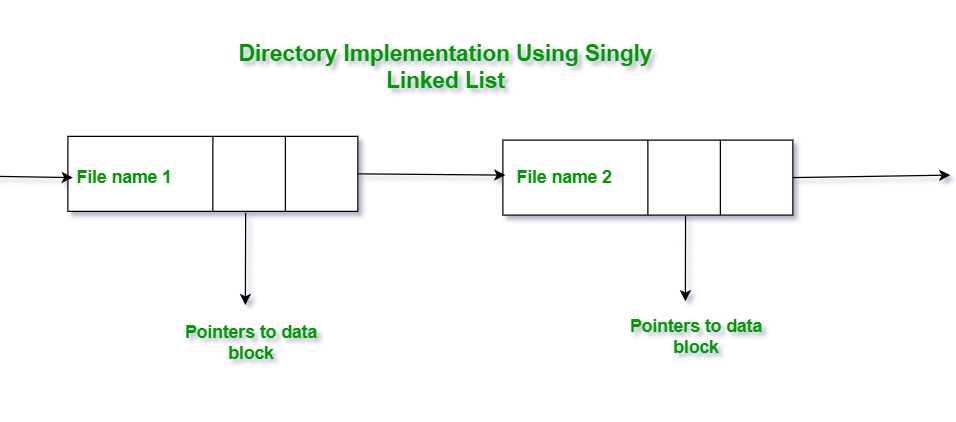 Directory Implementation Using Singly
Linked List
File name 1
File name 2
Pointers to data
block
Pointers to data
block